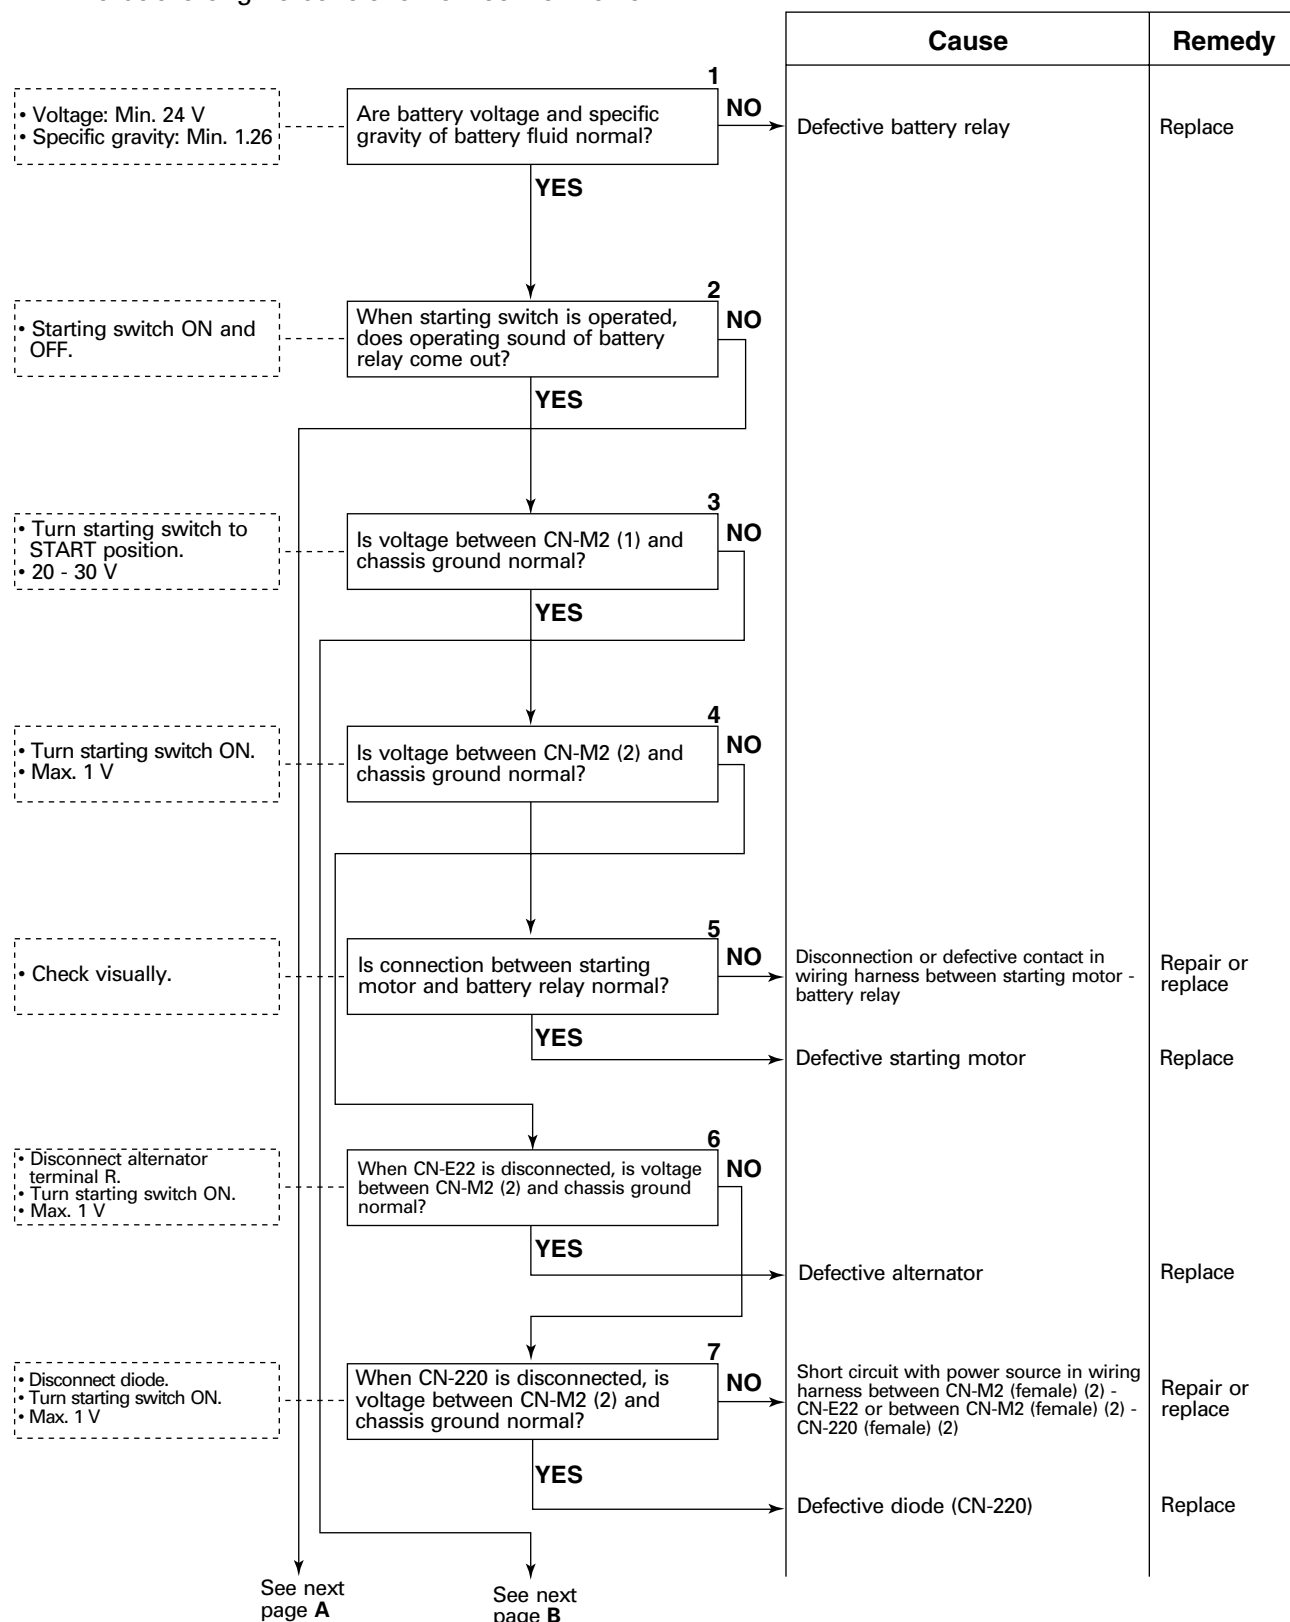 Cause
Remedy
1
• Voltage: Min. 24 V
• Specific gravity: Min. 1.26
Are battery voltage and specific
gravity of battery fluid normal?
NO
Defective battery relay
Replace
YES
2
• Starting switch ON and
OFF.
When starting switch is operated,
does operating sound of battery
relay come out?
NO
YES
3
• Turn starting switch to
START position.
• 20 - 30 V
Is voltage between CN-M2 (1) and
chassis ground normal?
NO
YES
4
• Turn starting switch ON.
• Max. 1 V
Is voltage between CN-M2 (2) and
chassis ground normal?
NO
5
• Check visually.
Is connection between starting
motor and battery relay normal?
NO
Disconnection or defective contact in
wiring harness between starting motor -
battery relay
Repair or
replace
YES
Defective starting motor
Replace
6
• Disconnect alternator
terminal R.
• Turn starting switch ON.
• Max. 1 V
When CN-E22 is disconnected, is voltage
between CN-M2 (2) and chassis ground
normal?
NO
YES
Defective alternator
Replace
7
• Disconnect diode.
• Turn starting switch ON.
• Max. 1 V
When CN-220 is disconnected, is
voltage between CN-M2 (2) and
chassis ground normal?
NO
Short circuit with power source in wiring
harness between CN-M2 (female) (2) -
CN-E22 or between CN-M2 (female) (2) -
CN-220 (female) (2)
Repair or
replace
YES
Defective diode (CN-220)
Replace
See next
page A
See next
page B